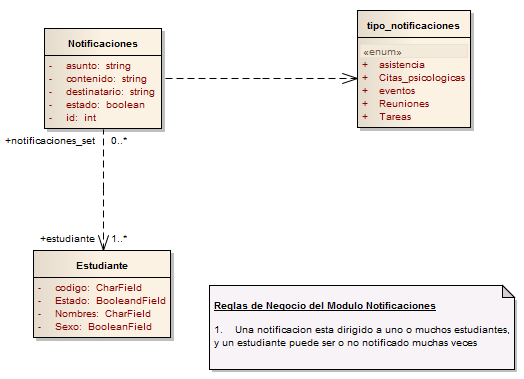 Notificaciones
- asunto: string
- contenido: string
- destinatario: string
- estado: boolean
- id: int
tipo_notificaciones
«enum»
+ asistencia
+ Citas_psicologicas
+ eventos
+ Reuniones
+ Tareas
+notificaciones_set 0..*
+estudiante 1..*
Estudiante
- codigo: CharField
- Estado: BooleandField
- Nombres: CharField
- Sexo: BooleanField
Reglas de Negocio del Modulo Notificaciones
1. Una notificacion esta dirigido a uno o muchos estudiantes,
y un estudiante puede ser o no notificado muchas veces